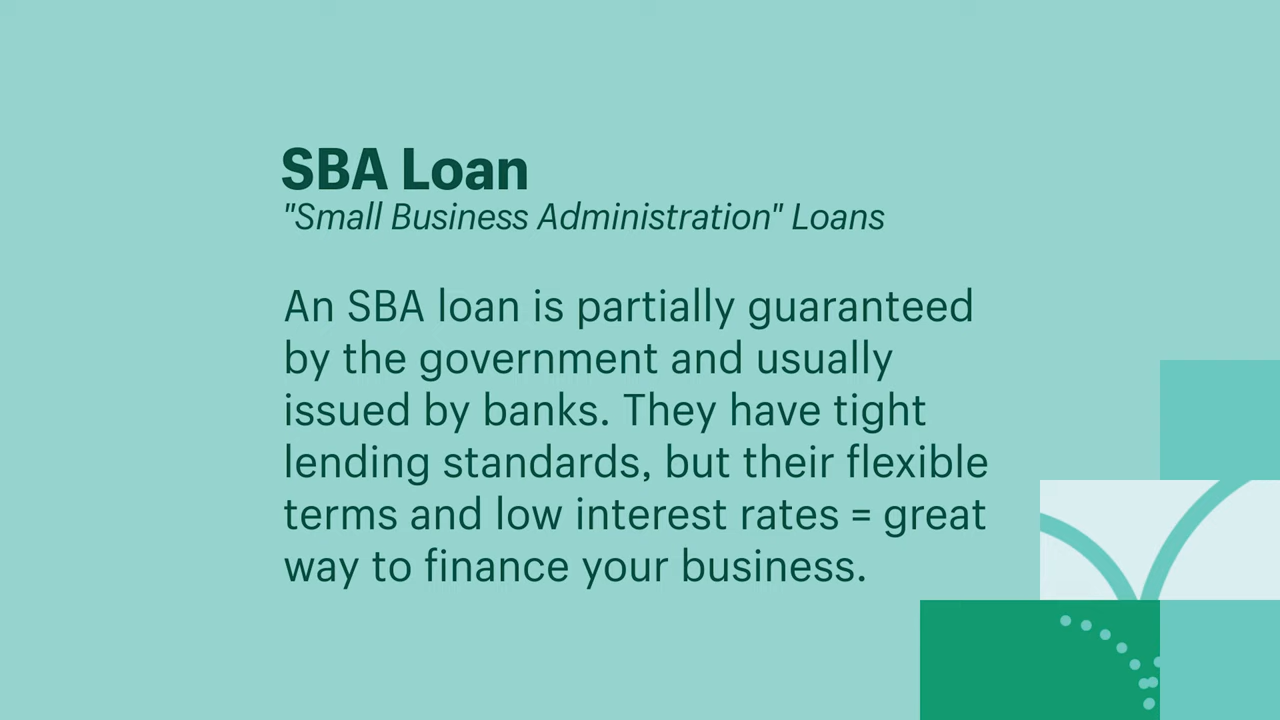 SBA Loan
"Small Business Administration" Loans
An SBA loan is partially guaranteed
by the government and usually
issued by banks. They have tight
lending standards, but their flexible
terms and low interest rates = great
way to finance your business.